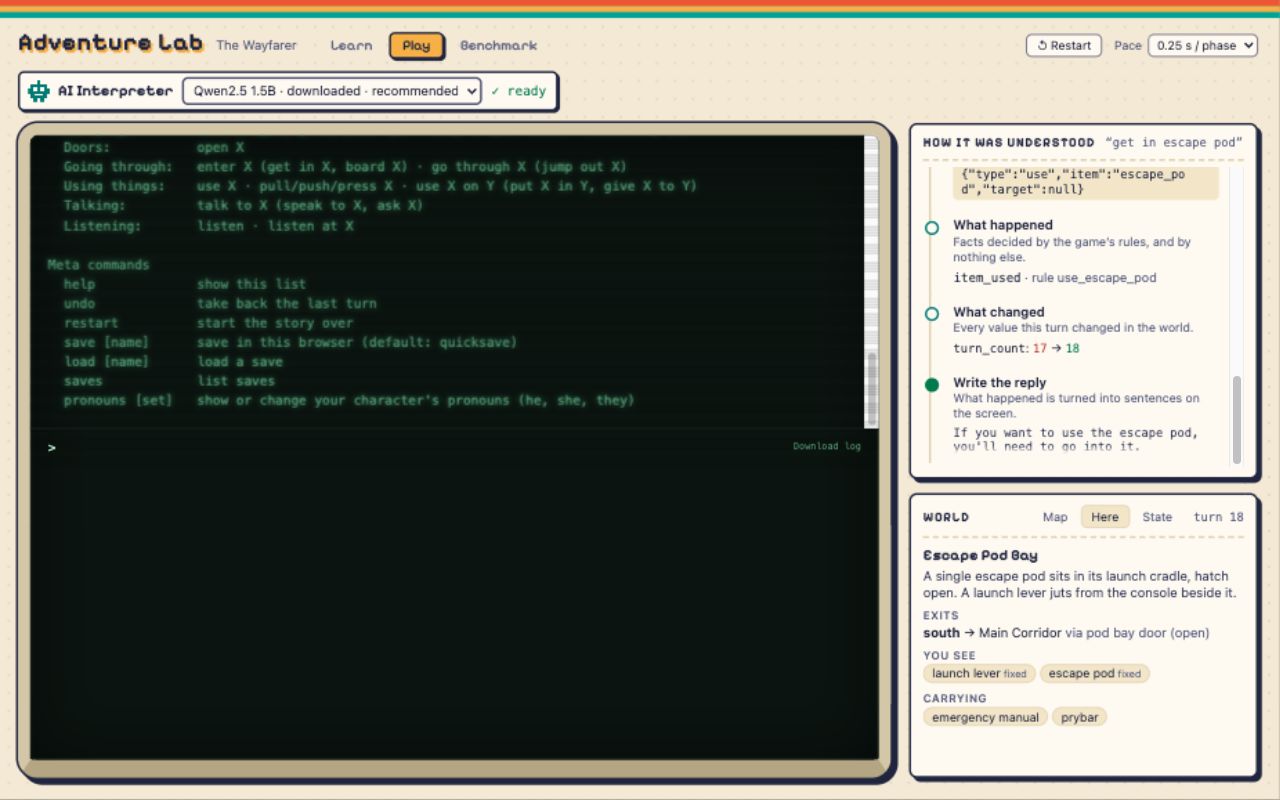 Adventure Lab The Wayfarer Learn Play Benchmark
↺ Restart Pace 0.25 s / phase
AI Interpreter Qwen2.5 1.5B · downloaded · recommended ✓ ready
Doors: open X
Going through: enter X (get in X, board X) · go through X (jump out X)
Using things: use X · pull/push/press X · use X on Y (put X in Y, give X to Y)
Talking: talk to X (speak to X, ask X)
Listening: listen · listen at X
Meta commands
help show this list
undo take back the last turn
restart start the story over
save [name] save in this browser (default: quicksave)
load [name] load a save
saves list saves
pronouns [set] show or change your character's pronouns (he, she, they)
>
Download log
HOW IT WAS UNDERSTOOD "get in escape pod"
{"type":"use","item":"escape_po
d","target":null}
What happened
Facts decided by the game's rules, and by
nothing else.
item_used · rule use_escape_pod
What changed
Every value this turn changed in the world.
turn_count: 17 → 18
Write the reply
What happened is turned into sentences on
the screen.
If you want to use the escape pod,
you'll need to go into it.
WORLD Map Here State turn 18
Escape Pod Bay
A single escape pod sits in its launch cradle, hatch
open. A launch lever juts from the console beside it.
EXITS
south → Main Corridor via pod bay door (open)
YOU SEE
launch lever fixed escape pod fixed
CARRYING
emergency manual prybar